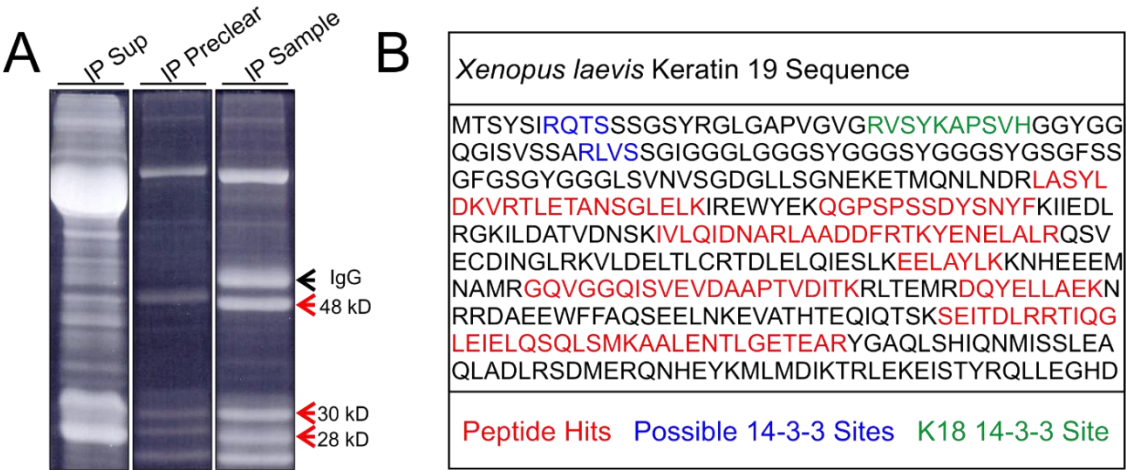 A
IP Sup
IP Preclear
IP Sample
IgG
48 kD
30 kD
28 kD
B
Xenopus laevis Keratin 19 Sequence
MTSYSIRQTSSSGSYRGLGAPVGVGRVSYKAPSVHGGYGG
QGISVSSARLVSSGIGGGLGGGSYGGGSYGGGSYGSGFSS
GFGSGYGGGLSVNVSGDGLLSGNEKETMQNLNDRLASYL
DKVRTLETANSGLELKIREWYEKQGPSPSSDYSNYFKIIEDL
RGKILDATVDNSKIVLQIDNARLAADDFRTKYENELALRQSV
ECDINGLRKVLDELTLCRTDLELQIESLKEELAYLKKNHEEEM
NAMRGQVGGQISVEVDAAPTVDITKRLTEMRDQYELLAEKN
RRDAEEWFFAQSEELNKEVATHTEQIQTSKSEITDLRRTIQG
LEIELQSQLSMKAALENTLGETEARYGAQLSHIQNMISSLEA
QLADLRSDMERQNHEYKMLMDIKTRLEKEISTYRQLLEGHD
Peptide Hits Possible 14-3-3 Sites K18 14-3-3 Site